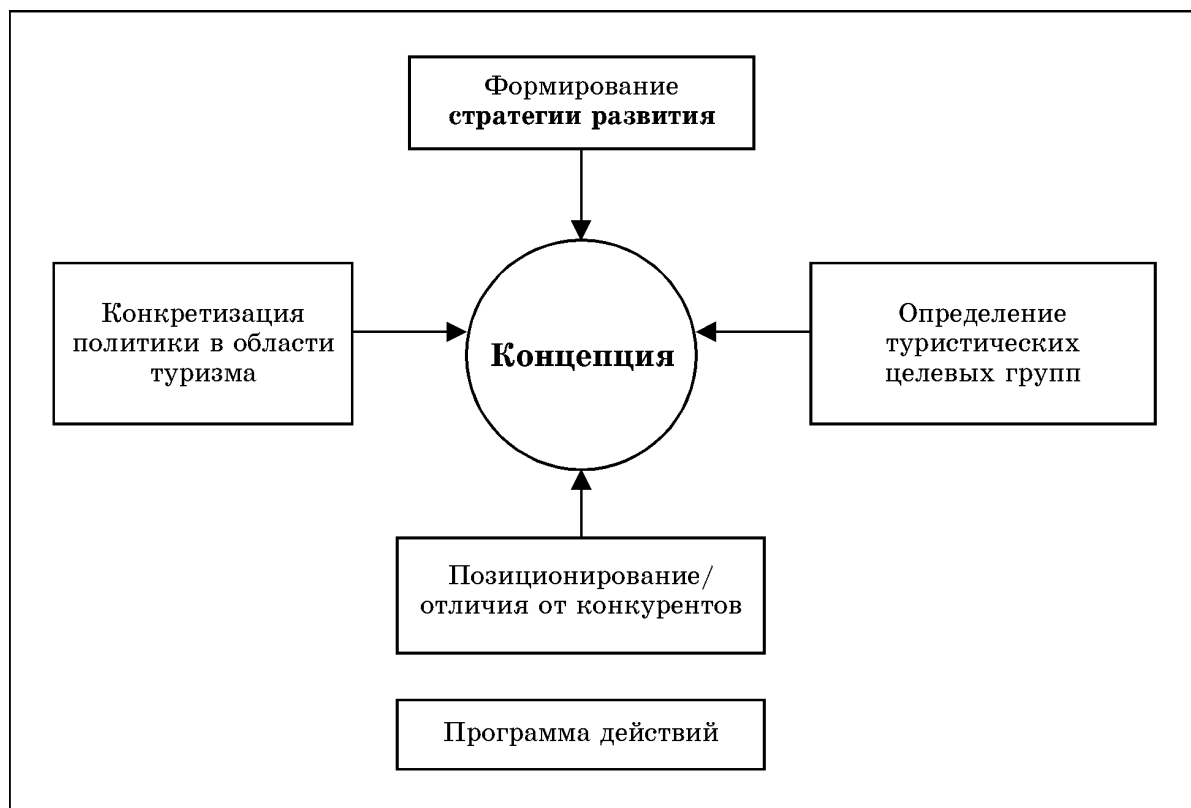 Формирование
стратегии развития
Конкретизация
политики в области
туризма
Концепция
Определение
туристических
целевых групп
Позиционирование/
отличия от конкурентов
Программа действий